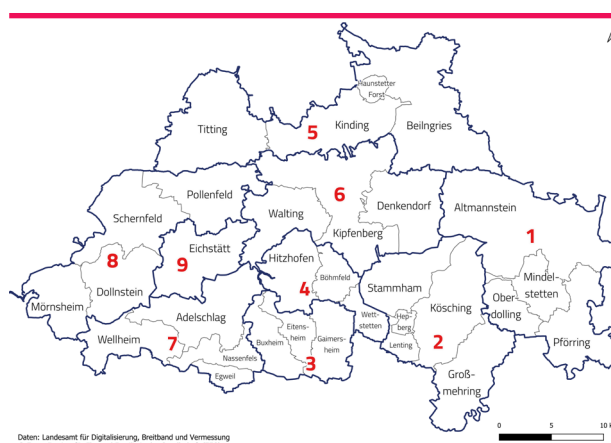 A
Haunstetter
Forst
Titting
5
Kinding
Beilngries
Pollenfeld
6
Schernfeld
Walting
Denkendorf
Altmannstein
Kipfenberg
1
Eichstätt
Hitzhofen
8
9
Böhmfeld
Mindel-
stetten
Dollnstein
4
Stammham
Ober-
dolling
Mörnsheim
Kösching
Adelschlag
Wett-
stetten
Hep-
berg
Eitens-
heim
Gaimers-
heim
Buxheim
Wellheim
7
Lenting
2
Pförring
Nassenfels
3
Egweil
Groß-
mehring
0
5
10
Daten: Landesamt für Digitalisierung, Breitband und Vermessung